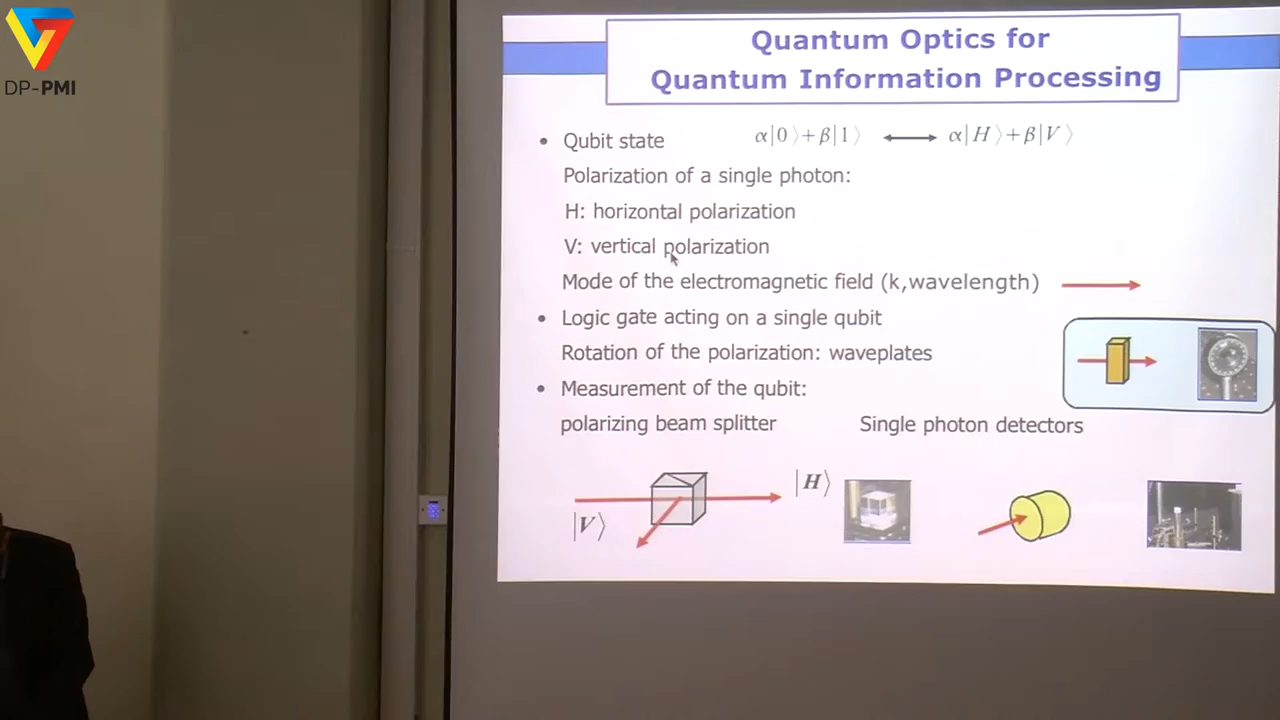 DP-PMI
Quantum Optics for
Quantum Information Processing
• Qubit state α|0⟩+β|1⟩ ⟷ α|H⟩+β|V⟩
Polarization of a single photon:
H: horizontal polarization
V: vertical polarization
Mode of the electromagnetic field (k,wavelength)
• Logic gate acting on a single qubit
Rotation of the polarization: waveplates
• Measurement of the qubit:
polarizing beam splitter Single photon detectors
|H⟩
|V⟩